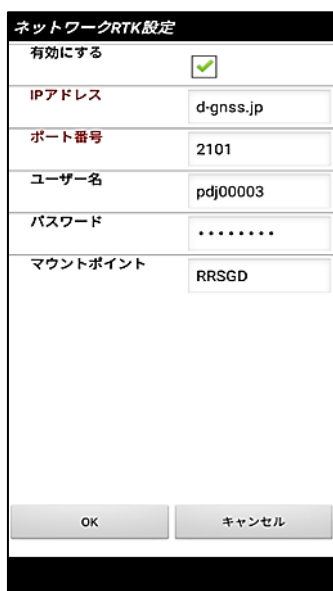 ネットワークRTK設定
有効にする
IPアドレス
d-gnss.jp
ポート番号
2101
ユーザー名
pdj00003
パスワード
········
マウントポイント
RRSGD
OK
キャンセル